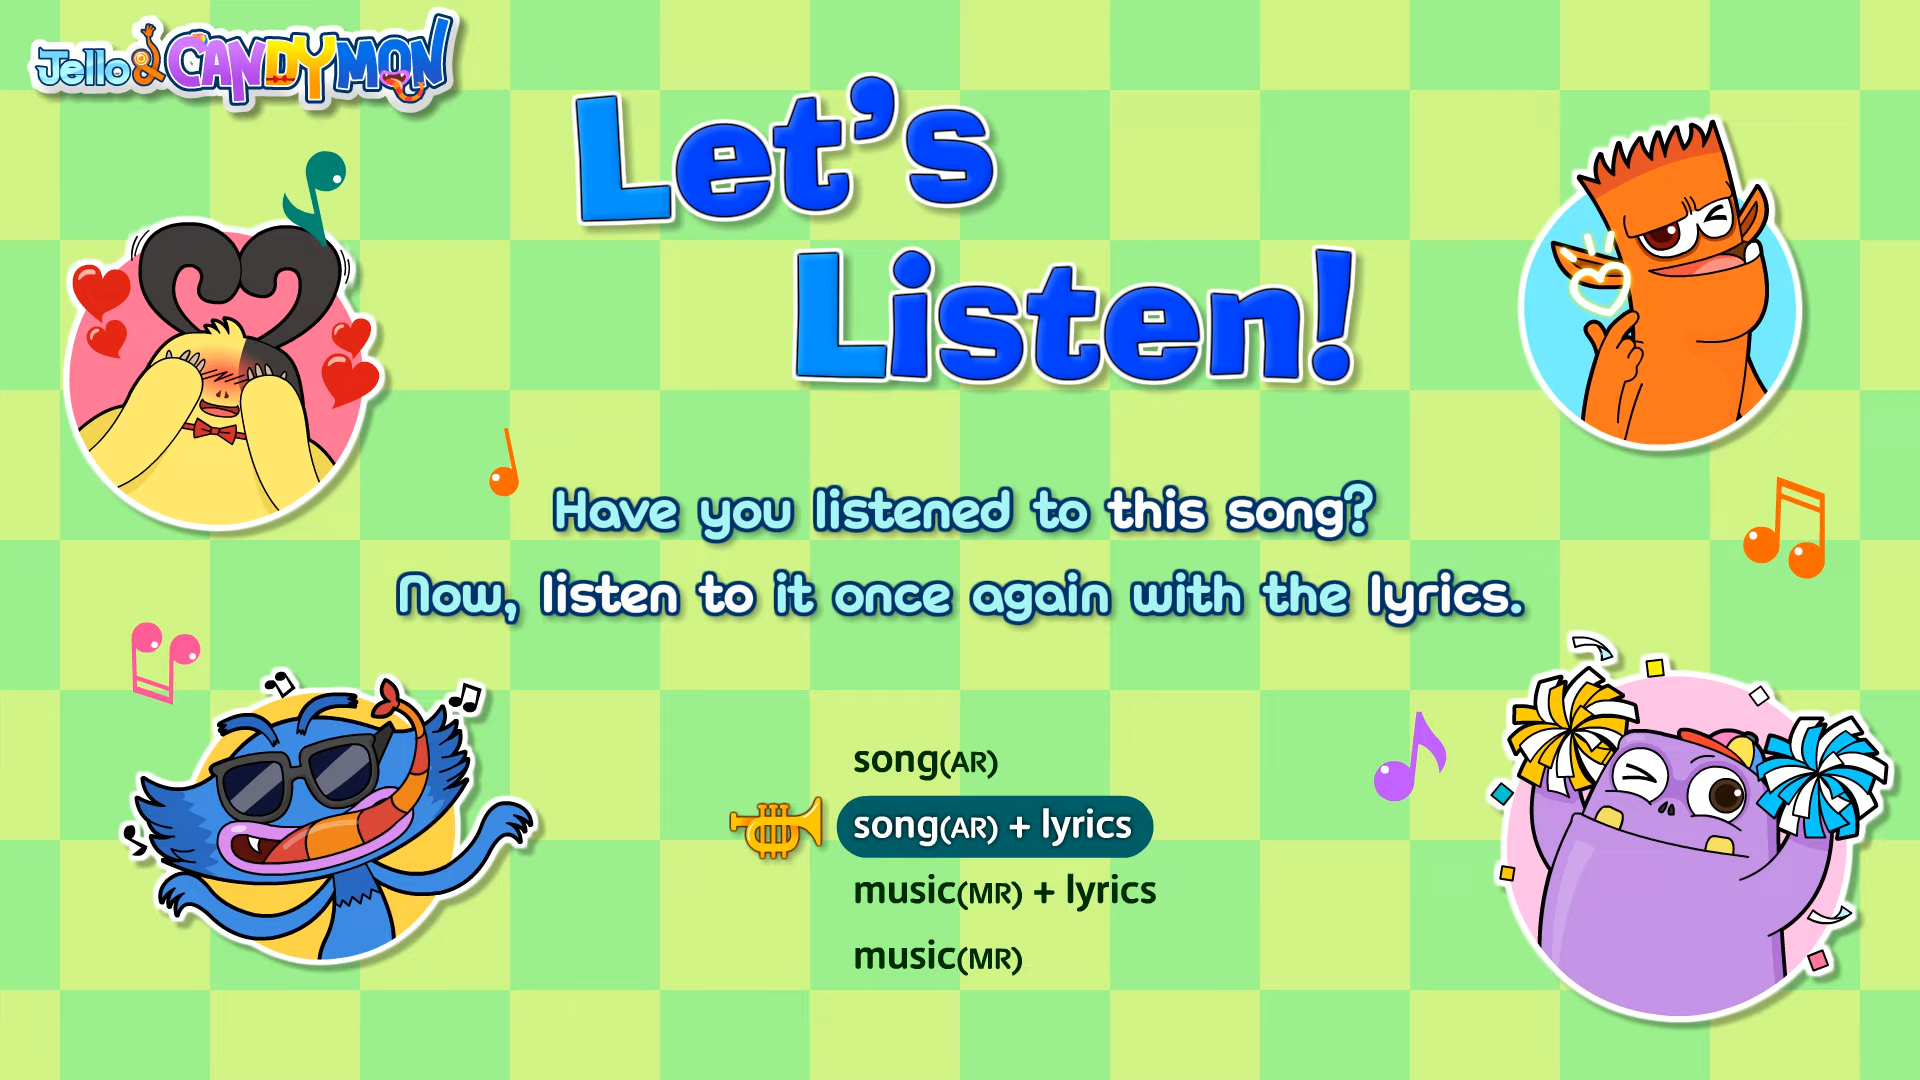 Jello & CANDYMON
Let's
Listen!
Have you listened to this song?
Now, listen to it once again with the lyrics.
song(AR)
song(AR) + lyrics
music(MR) + lyrics
music(MR)